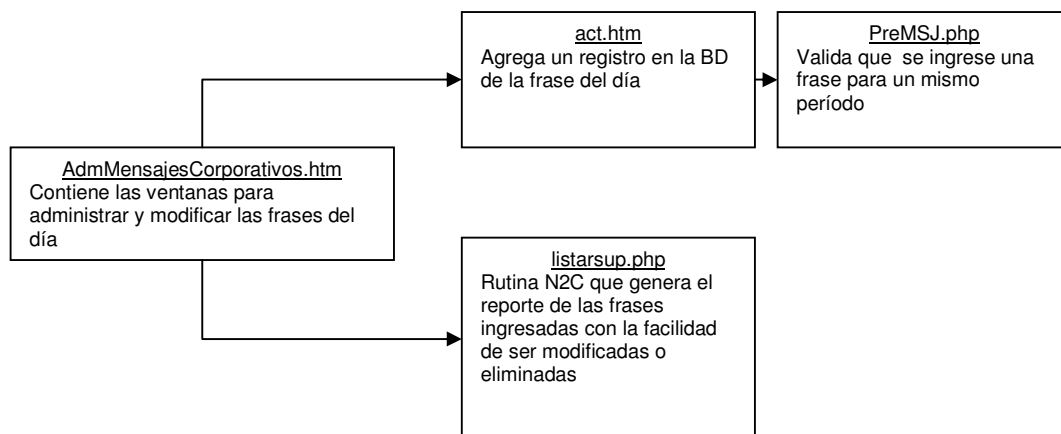 act.htm
Agrega un registro en la BD
de la frase del día
PreMSJ.php
Valida que se ingrese una
frase para un mismo
período
AdmMensajesCorporativos.htm
Contiene las ventanas para
administrar y modificar las frases del
día
listarsup.php
Rutina N2C que genera el
reporte de las frases
ingresadas con la facilidad
de ser modificadas o
eliminadas